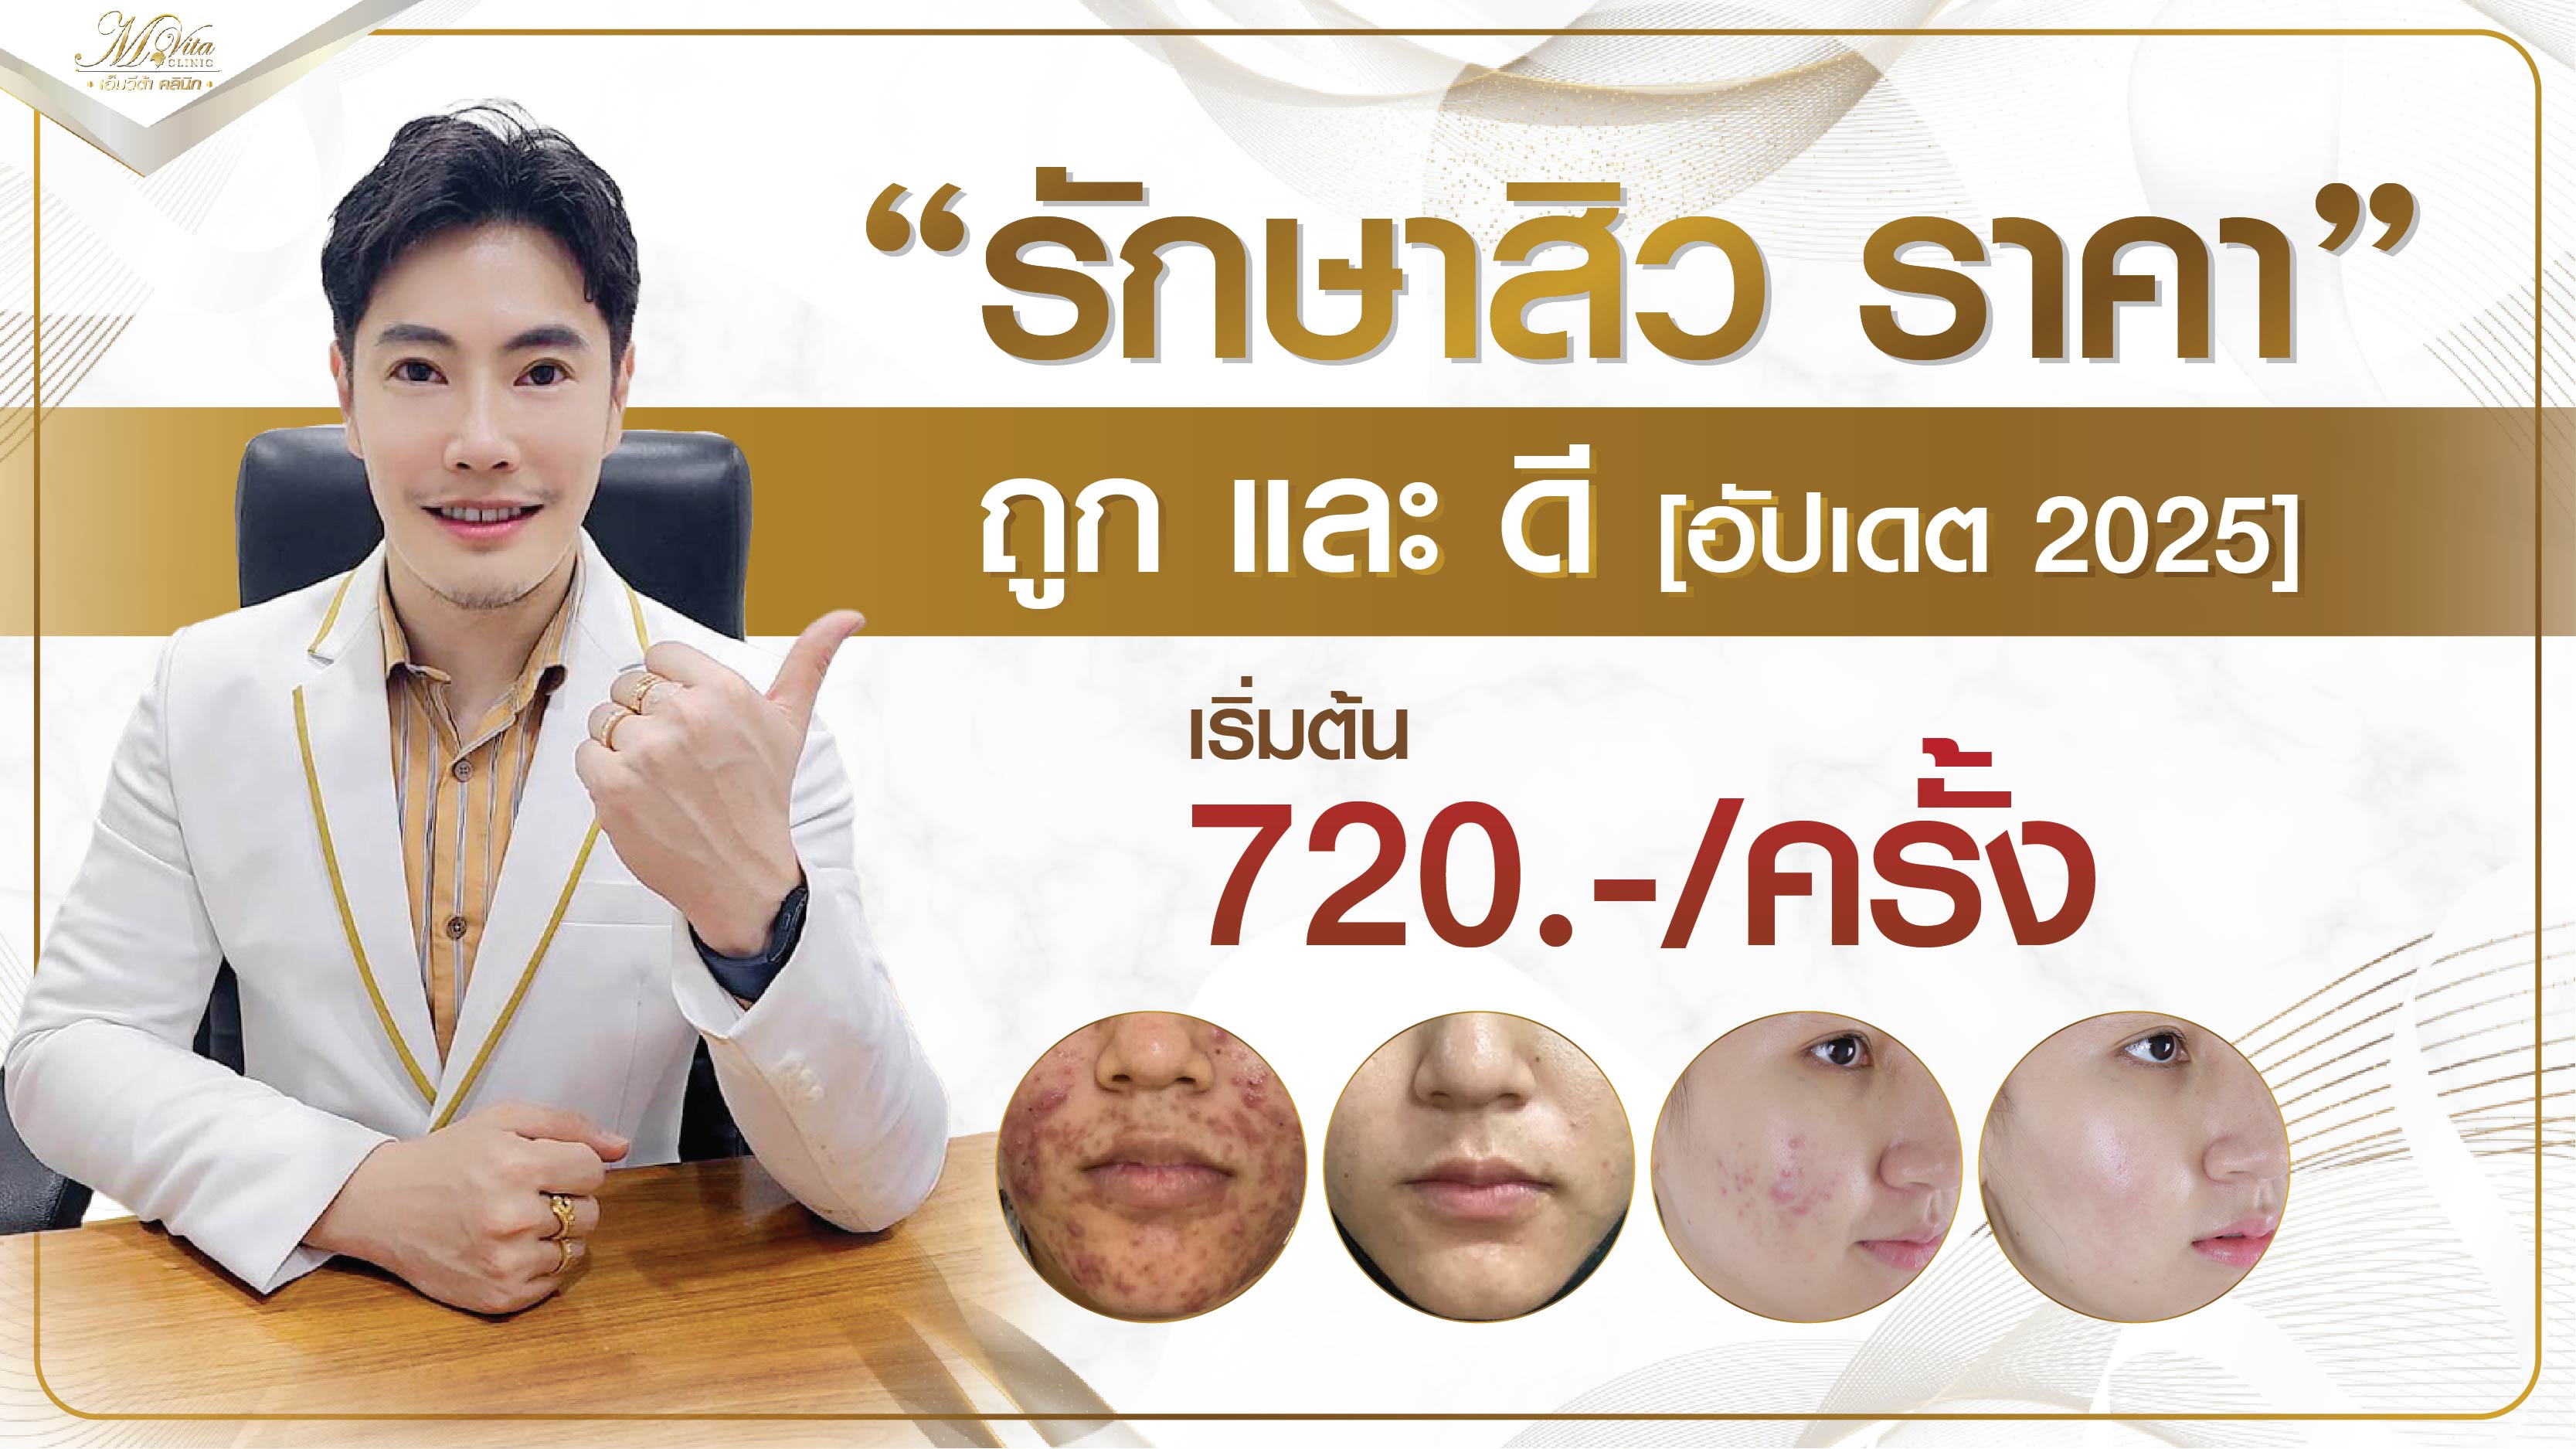 M Vita
CLINIC
• เอ็มวีต้า คลินิก •
“รักษาสิว ราคา”
ถูก และ ดี [อัปเดต 2025]
เริ่มต้น
720.-/ครั้ง